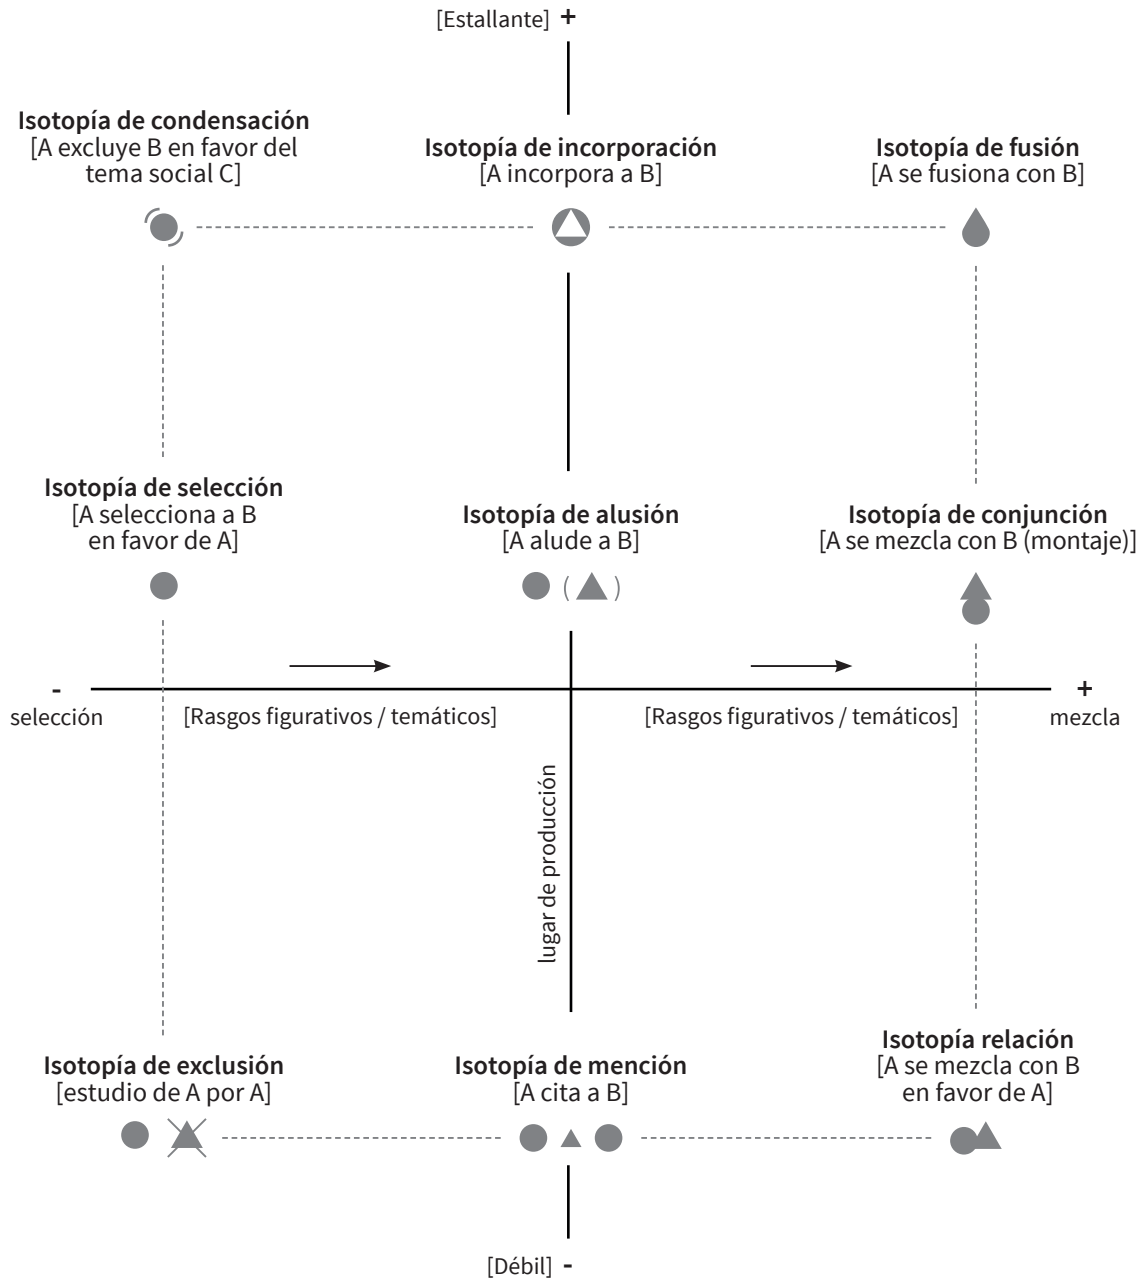 [Estallante] +
Isotopía de condensación
[A excluye B en favor del
tema social C]
Isotopía de incorporación
[A incorpora a B]
Isotopía de fusión
[A se fusiona con B]
Isotopía de selección
[A selecciona a B
en favor de A]
Isotopía de alusión
[A alude a B]
( )
Isotopía de conjunción
[A se mezcla con B (montaje)]
-
selección
[Rasgos figurativos / temáticos]
[Rasgos figurativos / temáticos]
+
mezcla
lugar de producción
Isotopía de exclusión
[estudio de A por A]
Isotopía de mención
[A cita a B]
Isotopía relación
[A se mezcla con B
en favor de A]
[Débil] -